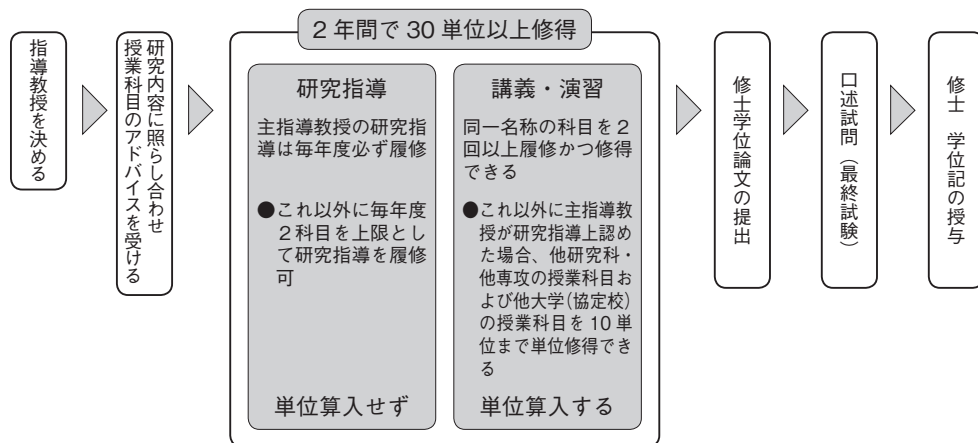 指導教授を決める
研究内容に照らし合わせ
授業科目のアドバイスを受ける
2年間で30単位以上修得
研究指導
主指導教授の研究指
導は毎年度必ず履修
●これ以外に毎年度
2科目を上限とし
て研究指導を履修
可
単位算入せず
講義・演習
同一名称の科目を2
回以上履修かつ修得
できる
●これ以外に主指導教
授が研究指導上認め
た場合、他研究科・
他専攻の授業科目お
よび他大学(協定校)
の授業科目を10単
位まで単位修得でき
る
単位算入する
修士学位論文の提出
口述試問(最終試験)
修士 学位記の授与